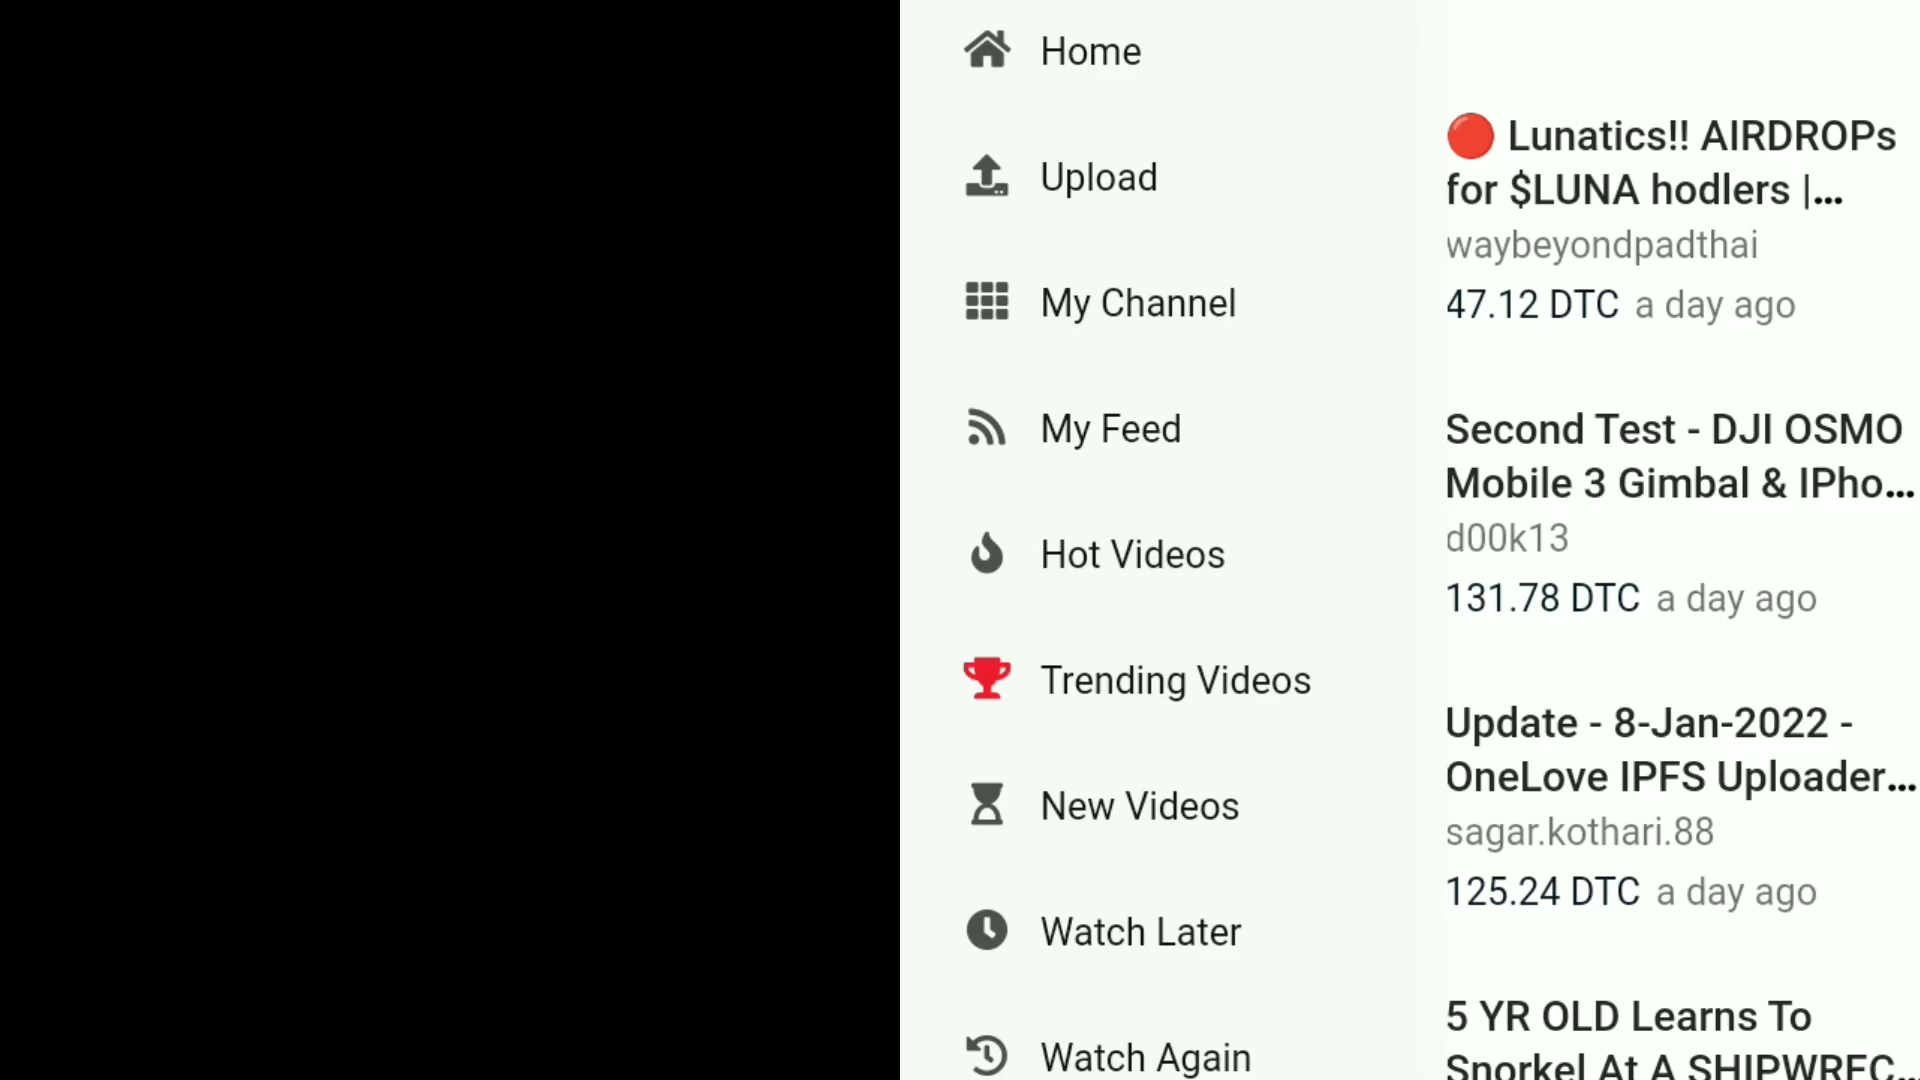 Home
Upload
My Channel
My Feed
Hot Videos
Trending Videos
New Videos
Watch Later
Watch Again
🔴 Lunatics!! AIRDROPs
for $LUNA hodlers |...
waybeyondpadthai
47.12 DTC a day ago
Second Test - DJI OSMO
Mobile 3 Gimbal & IPho...
d00k13
131.78 DTC a day ago
Update - 8-Jan-2022 -
OneLove IPFS Uploader...
sagar.kothari.88
125.24 DTC a day ago
5 YR OLD Learns To
Snorkel At A SHIPWREC...